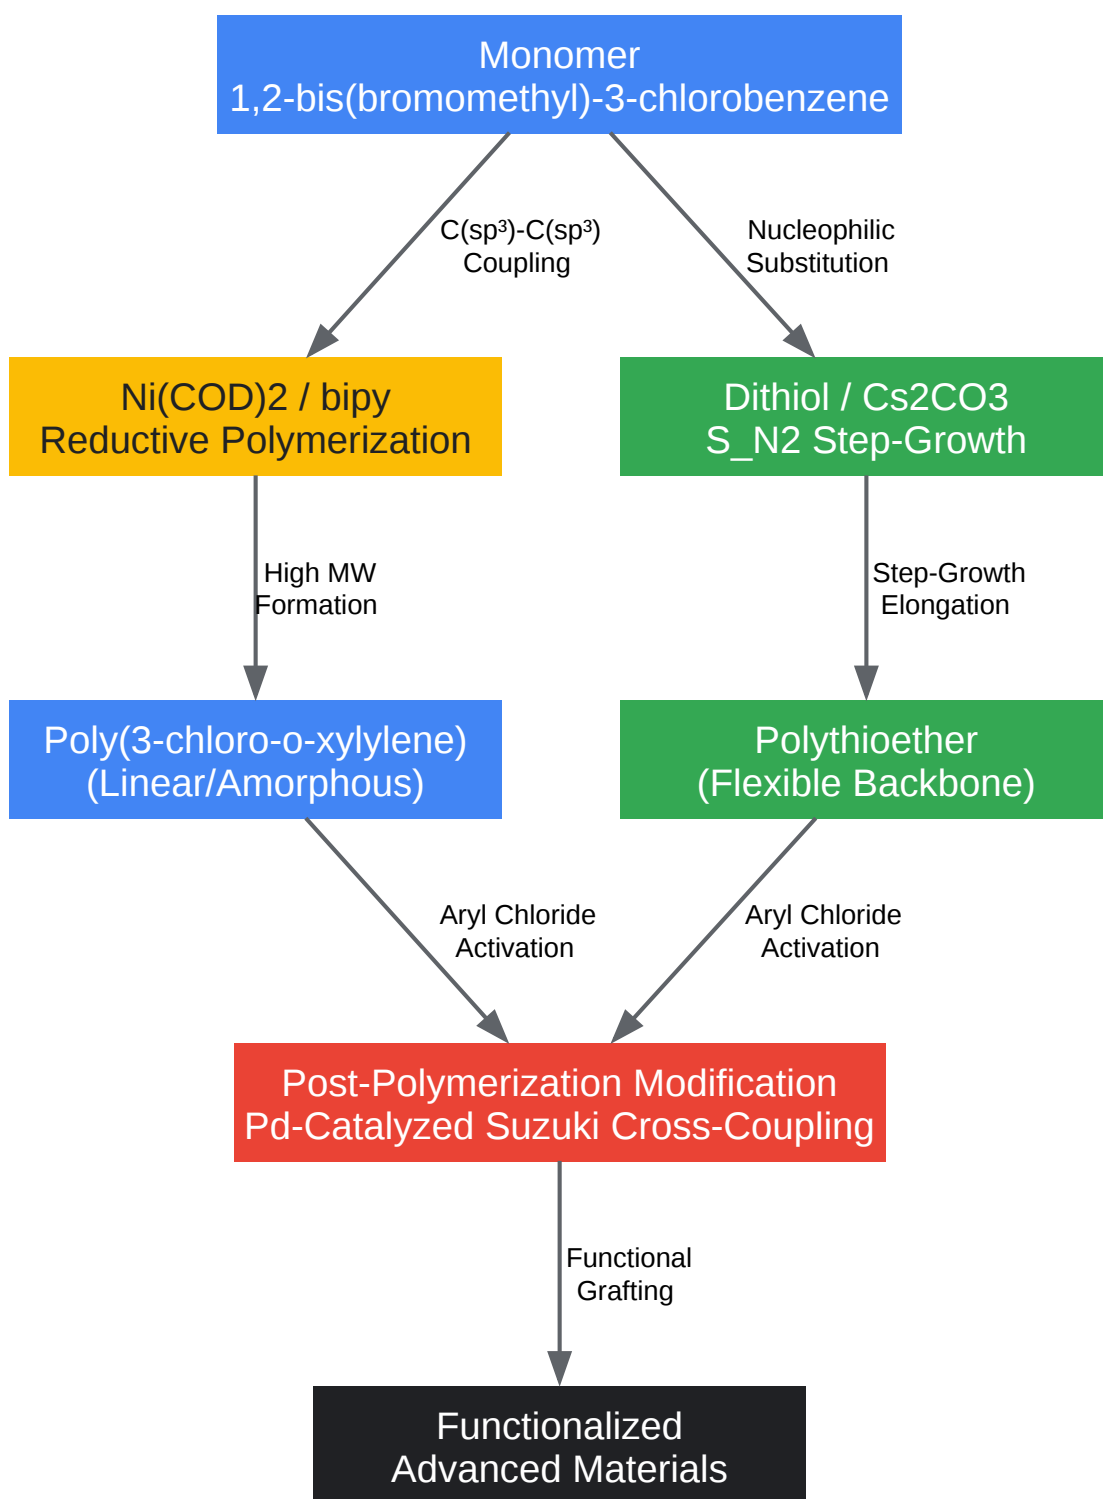 Monomer
1,2-bis(bromomethyl)-3-chlorobenzene
C(sp³)-C(sp³)
Coupling
Nucleophilic
Substitution
Ni(COD)2 / bipy
Reductive Polymerization
Dithiol / Cs2CO3
S_N2 Step-Growth
High MW
Formation
Step-Growth
Elongation
Poly(3-chloro-o-xylylene)
(Linear/Amorphous)
Polythioether
(Flexible Backbone)
Aryl Chloride
Activation
Aryl Chloride
Activation
Post-Polymerization Modification
Pd-Catalyzed Suzuki Cross-Coupling
Functional
Grafting
Functionalized
Advanced Materials